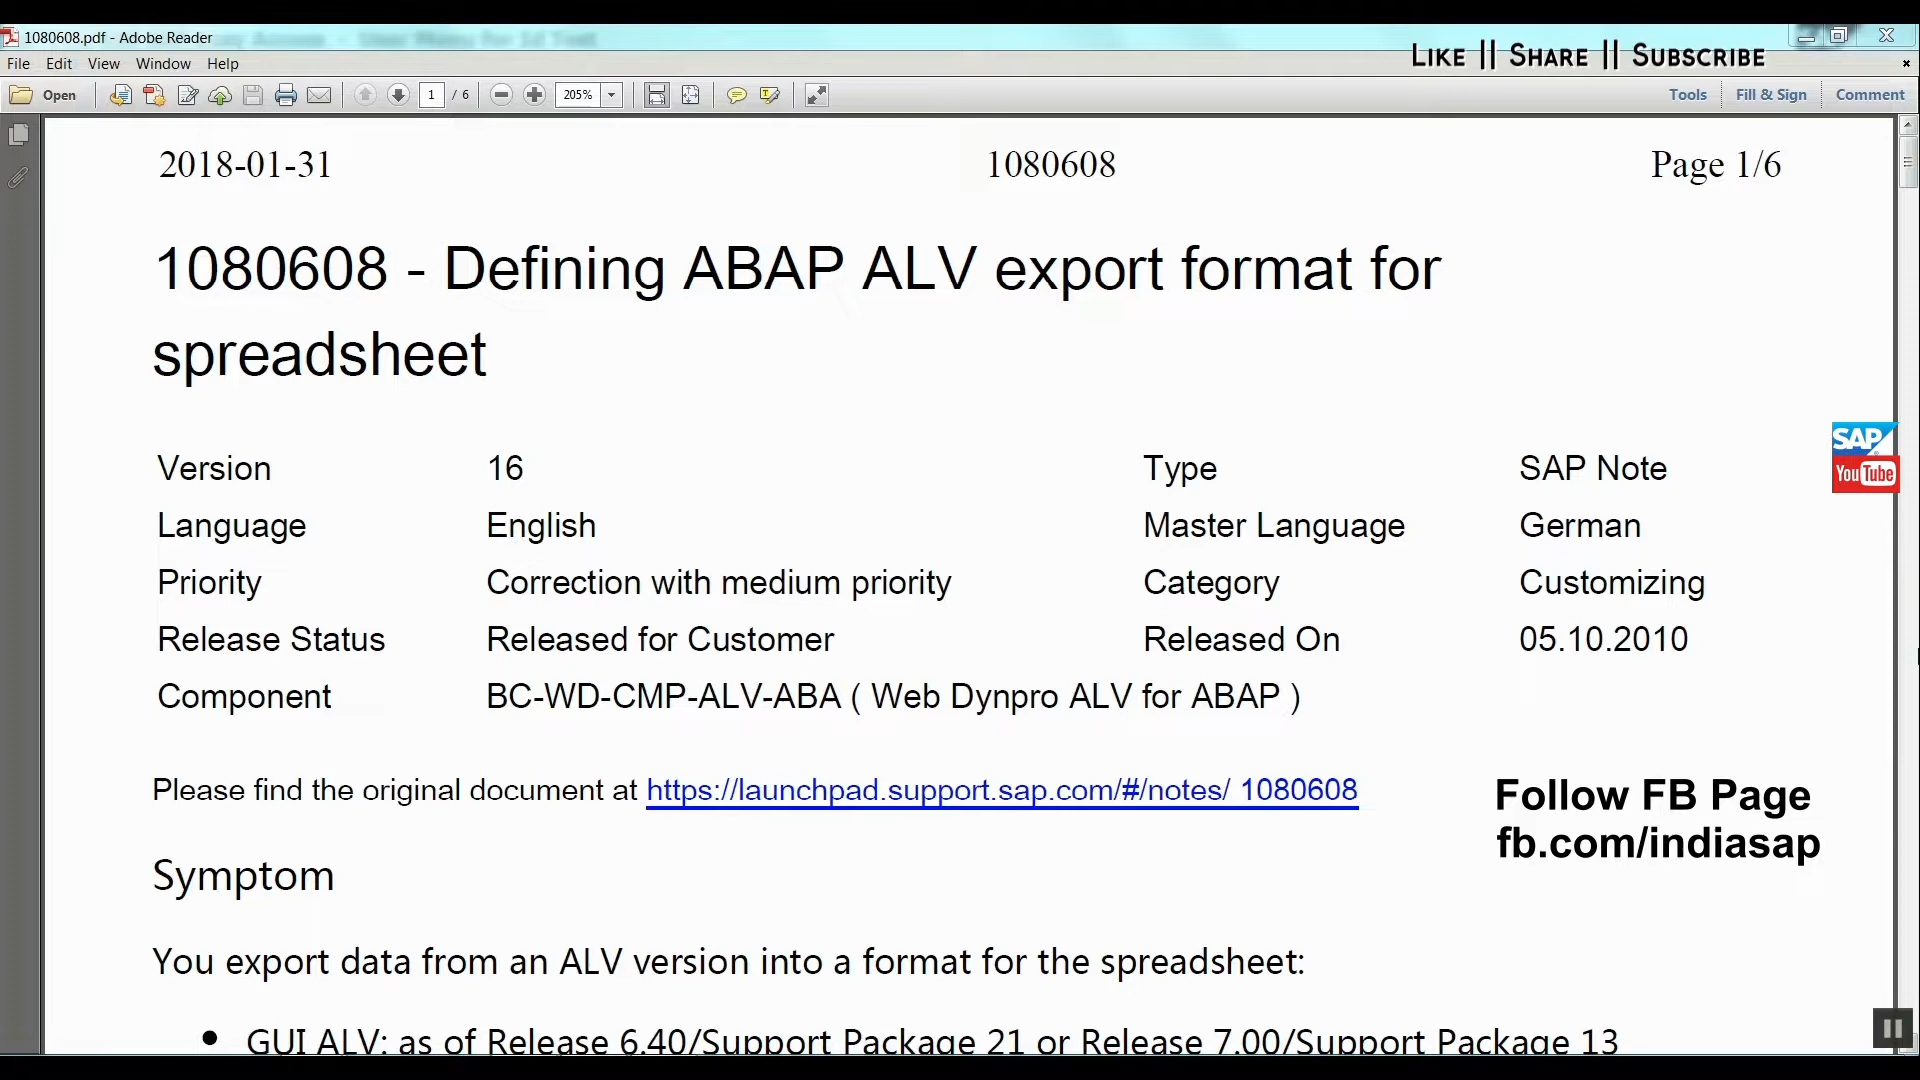 1080608.pdf - Adobe Reader
File Edit View Window Help
LIKE || SHARE || SUBSCRIBE
Open 1 / 6 205% Tools Fill & Sign Comment
2018-01-31 1080608 Page 1/6
1080608 - Defining ABAP ALV export format for
spreadsheet
Version 16 Type SAP Note
Language English Master Language German
Priority Correction with medium priority Category Customizing
Release Status Released for Customer Released On 05.10.2010
Component BC-WD-CMP-ALV-ABA ( Web Dynpro ALV for ABAP )
SAP
YouTube
Please find the original document at https://launchpad.support.sap.com/#/notes/ 1080608
Follow FB Page
fb.com/indiasap
Symptom
You export data from an ALV version into a format for the spreadsheet:
• GUI ALV: as of Release 6.40/Support Package 21 or Release 7.00/Support Package 13